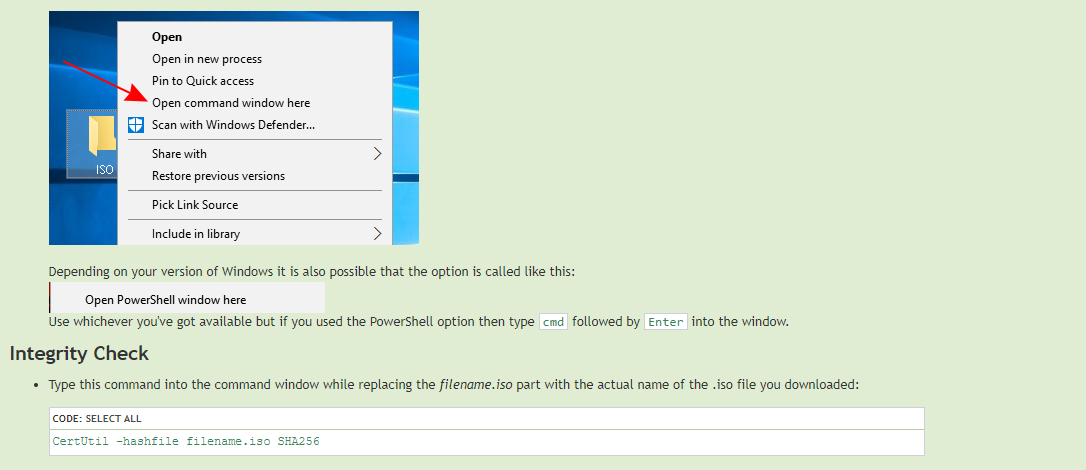 Open
Open in new process
Pin to Quick access
Open command window here
Scan with Windows Defender...
ISO
Share with
Restore previous versions
Pick Link Source
Include in library
Depending on your version of Windows it is also possible that the option is called like this:
Open PowerShell window here
Use whichever you've got available but if you used the PowerShell option then type cmd followed by Enter into the window.
Integrity Check
• Type this command into the command window while replacing the filename.iso part with the actual name of the .iso file you downloaded:
CODE: SELECT ALL
CertUtil -hashfile filename.iso SHA256